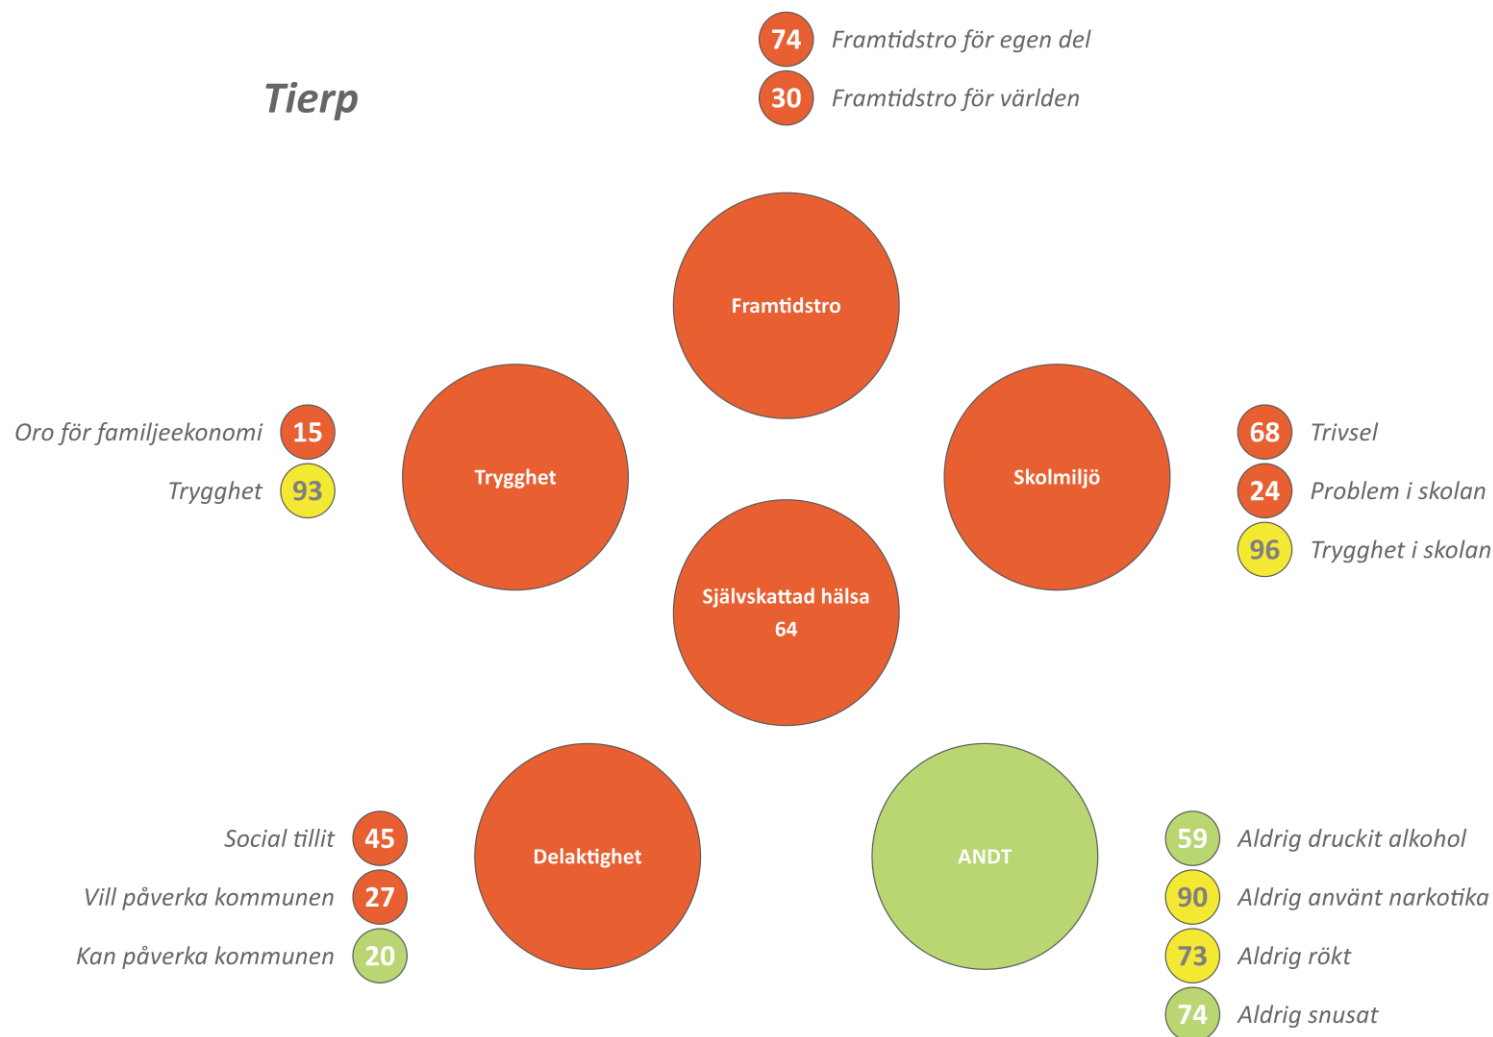 74 Framtidstro för egen del
Tierp
30 Framtidstro för världen
Framtidstro
Oro för familjeekonomi 15
Trygghet 93
Trygghet
Skolmiljö
68 Trivsel
24 Problem i skolan
96 Trygghet i skolan
Självskattad hälsa
64
Social tillit 45
Vill påverka kommunen 27
Kan påverka kommunen 20
Delaktighet
ANDT
59 Aldrig druckit alkohol
90 Aldrig använt narkotika
73 Aldrig rökt
74 Aldrig snusat